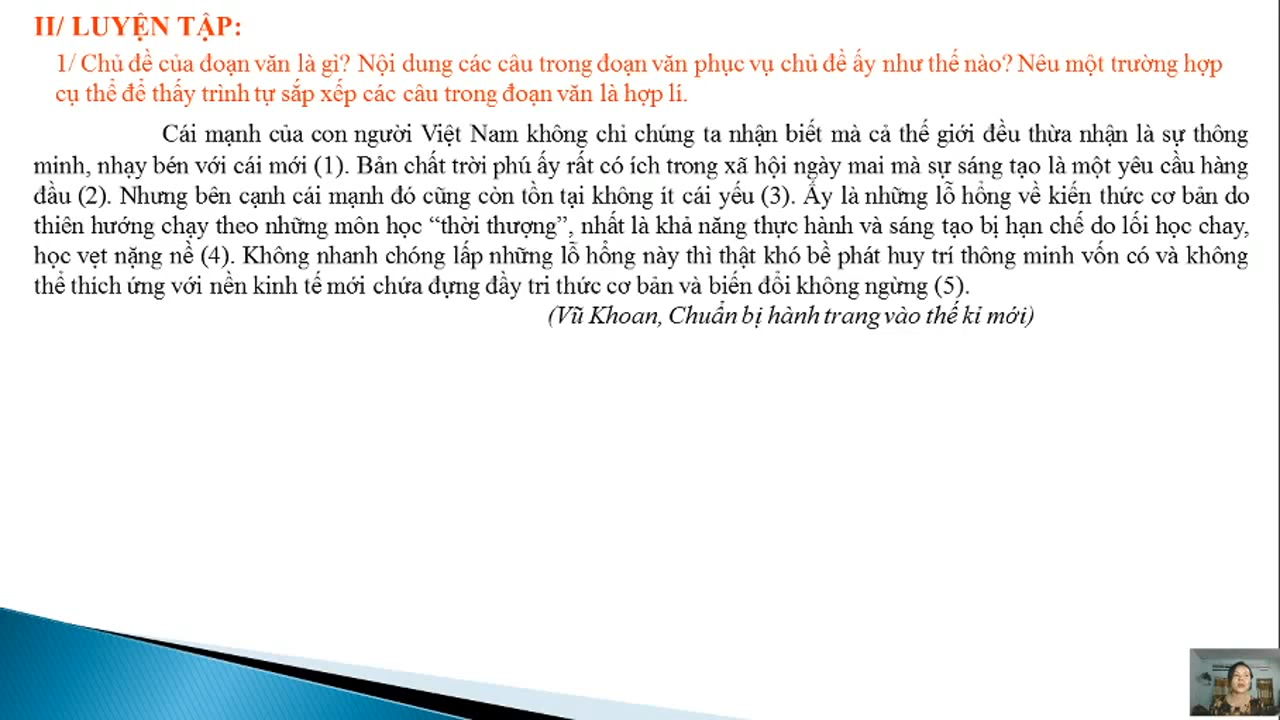 II/ LUYỆN TẬP:
1/ Chủ đề của đoạn văn là gì? Nội dung các câu trong đoạn văn phục vụ chủ đề ấy như thế nào? Nêu một trường hợp
cụ thể để thấy trình tự sắp xếp các câu trong đoạn văn là hợp lí.
Cái mạnh của con người Việt Nam không chỉ chúng ta nhận biết mà cả thế giới đều thừa nhận là sự thông
minh, nhạy bén với cái mới (1). Bản chất trời phú ấy rất có ích trong xã hội ngày mai mà sự sáng tạo là một yêu cầu hàng
đầu (2). Nhưng bên cạnh cái mạnh đó cũng còn tồn tại không ít cái yếu (3). Ấy là những lỗ hổng về kiến thức cơ bản do
thiên hướng chạy theo những môn học “thời thượng”, nhất là khả năng thực hành và sáng tạo bị hạn chế do lối học chay,
học vẹt nặng nề (4). Không nhanh chóng lấp những lỗ hổng này thì thật khó bề phát huy trí thông minh vốn có và không
thể thích ứng với nền kinh tế mới chứa đựng đầy tri thức cơ bản và biến đổi không ngừng (5).
(Vũ Khoan, Chuẩn bị hành trang vào thế kỉ mới)